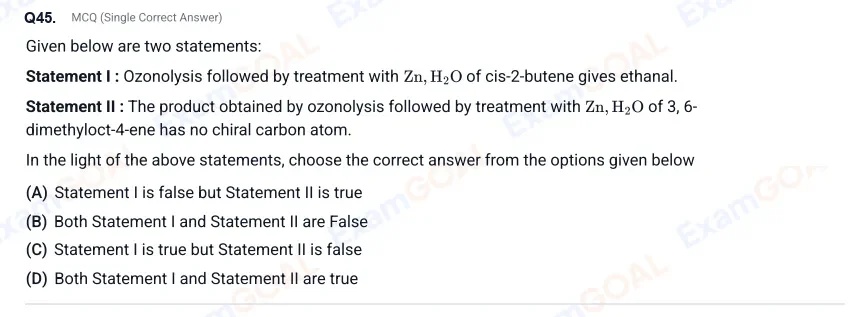 Q45. MCQ (Single Correct Answer)
Given below are two statements:
Statement I : Ozonolysis followed by treatment with Zn, H₂O of cis-2-butene gives ethanal.
Statement II : The product obtained by ozonolysis followed by treatment with Zn, H₂O of 3, 6-
dimethyloct-4-ene has no chiral carbon atom.
In the light of the above statements, choose the correct answer from the options given below
(A) Statement I is false but Statement II is true
(B) Both Statement I and Statement II are False
(C) Statement I is true but Statement II is false
(D) Both Statement I and Statement II are true
ExamGOAL
ExamGOAL
ExamGOAL
ExamGOAL